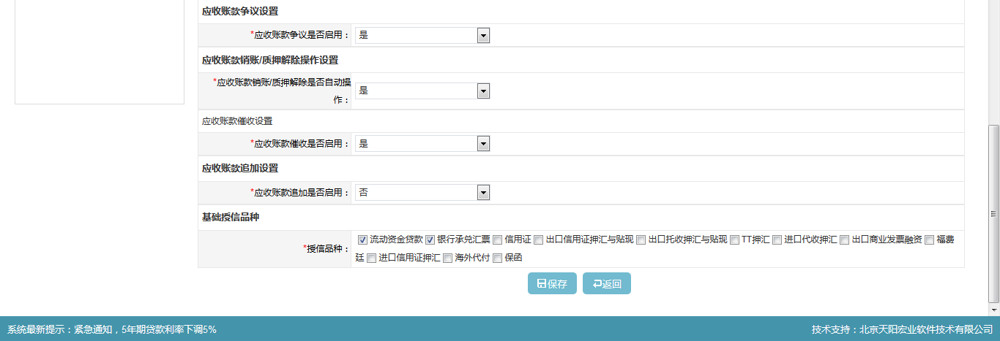 应收账款争议设置
*应收账款争议是否启用： 是
应收账款销账/质押解除操作设置
*应收账款销账/质押解除是否自动操
作： 是
应收账款催收设置
*应收账款催收是否启用： 是
应收账款追加设置
*应收账款追加是否启用： 否
基础授信品种
*授信品种： 流动资金贷款 银行承兑汇票 信用证 出口信用证押汇与贴现 出口托收押汇与贴现 TT押汇 进口代收押汇 出口商业发票融资 福费
廷 进口信用证押汇 海外代付 保函
保存 返回
系统最新提示：紧急通知，5年期贷款利率下调5% 技术支持：北京天阳宏业软件技术有限公司